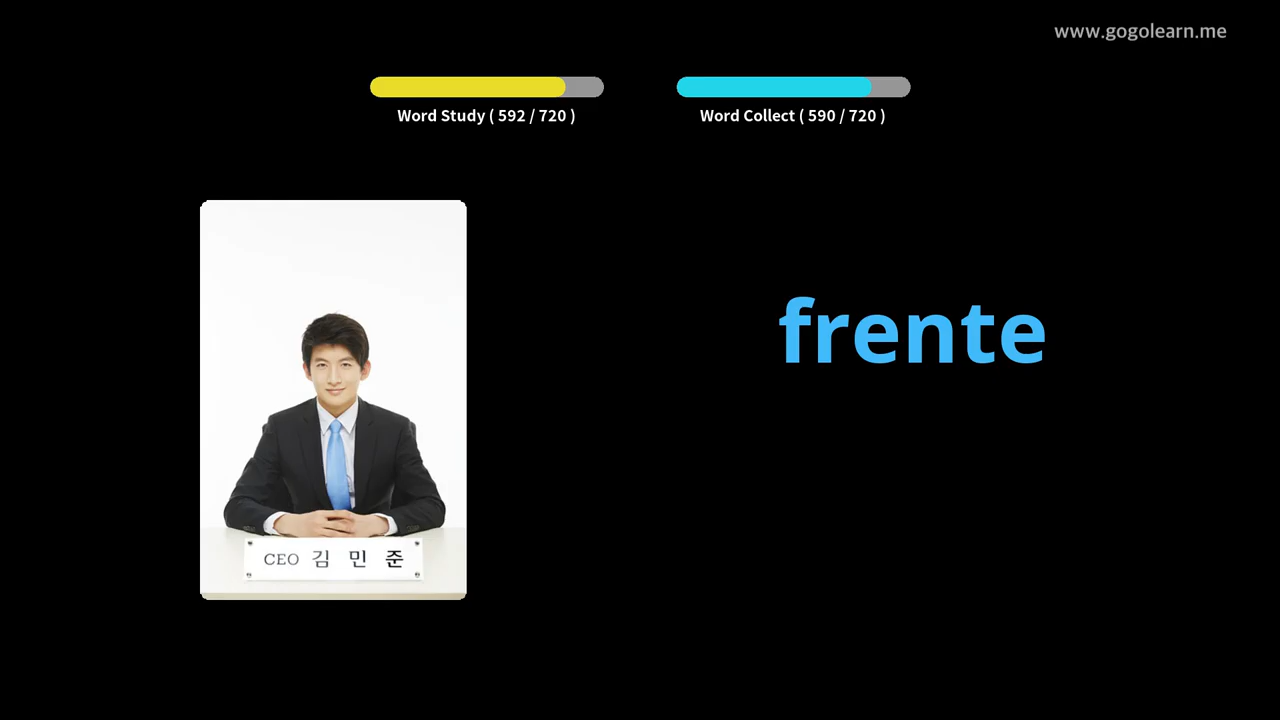 www.gogolearn.me
Word Study ( 592 / 720 )
Word Collect ( 590 / 720 )
frente
CEO 김 민 준